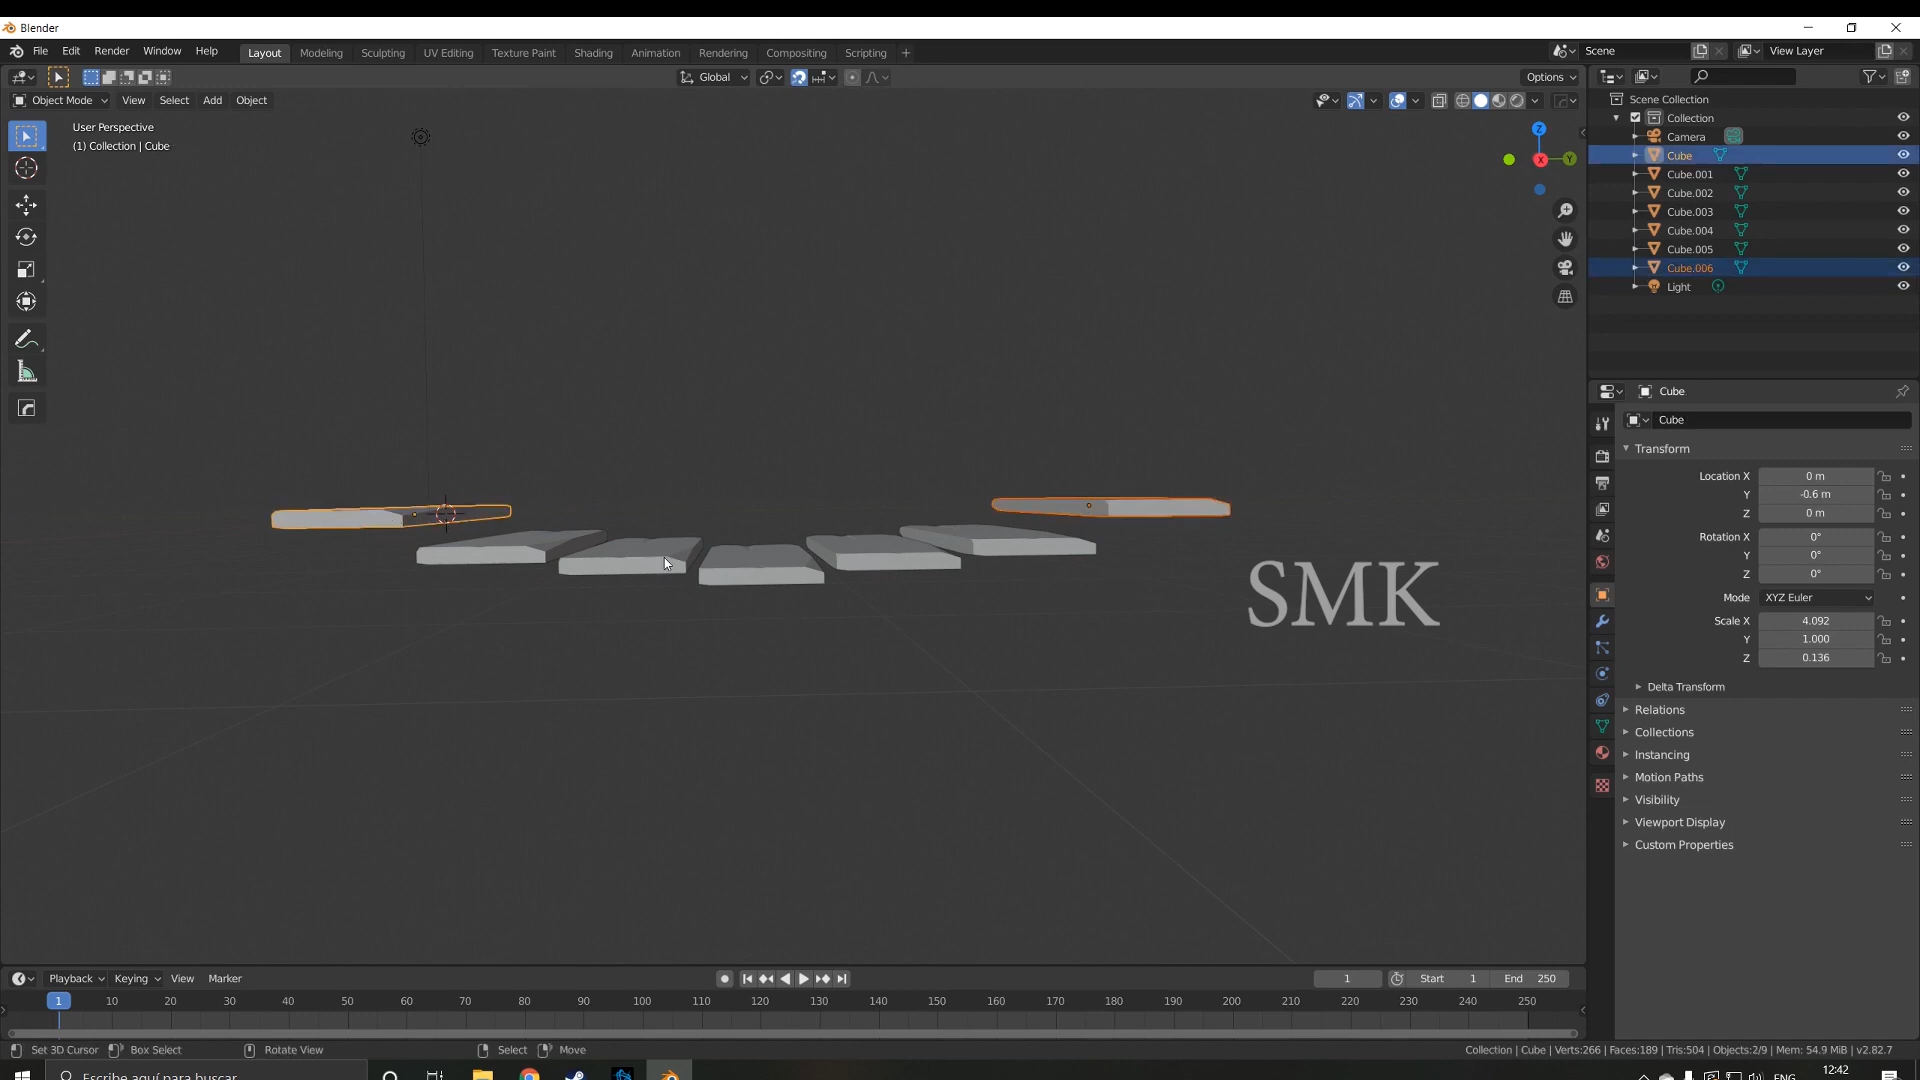 Blender
File Edit Render Window Help
Layout Modeling Sculpting UV Editing Texture Paint Shading Animation Rendering Compositing Scripting +
Scene
View Layer
Global
Options
Object Mode View Select Add Object
User Perspective
(1) Collection | Cube
Z
X
Y
SMK
Scene Collection
Collection
Camera
Cube
Cube.001
Cube.002
Cube.003
Cube.004
Cube.005
Cube.006
Light
Cube
Cube
Transform
Location X 0 m
Y -0.6 m
Z 0 m
Rotation X 0°
Y 0°
Z 0°
Mode XYZ Euler
Scale X 4.092
Y 1.000
Z 0.136
Delta Transform
Relations
Collections
Instancing
Motion Paths
Visibility
Viewport Display
Custom Properties
Playback Keying View Marker
1 Start 1 End 250
1 10 20 30 40 50 60 70 80 90 100 110 120 130 140 150 160 170 180 190 200 210 220 230 240 250
Set 3D Cursor Box Select Rotate View Select Move
Collection | Cube | Verts:266 | Faces:189 | Tris:504 | Objects:2/9 | Mem: 54.9 MiB | v2.82.7
Escribe aquí para buscar
ENG
12:42